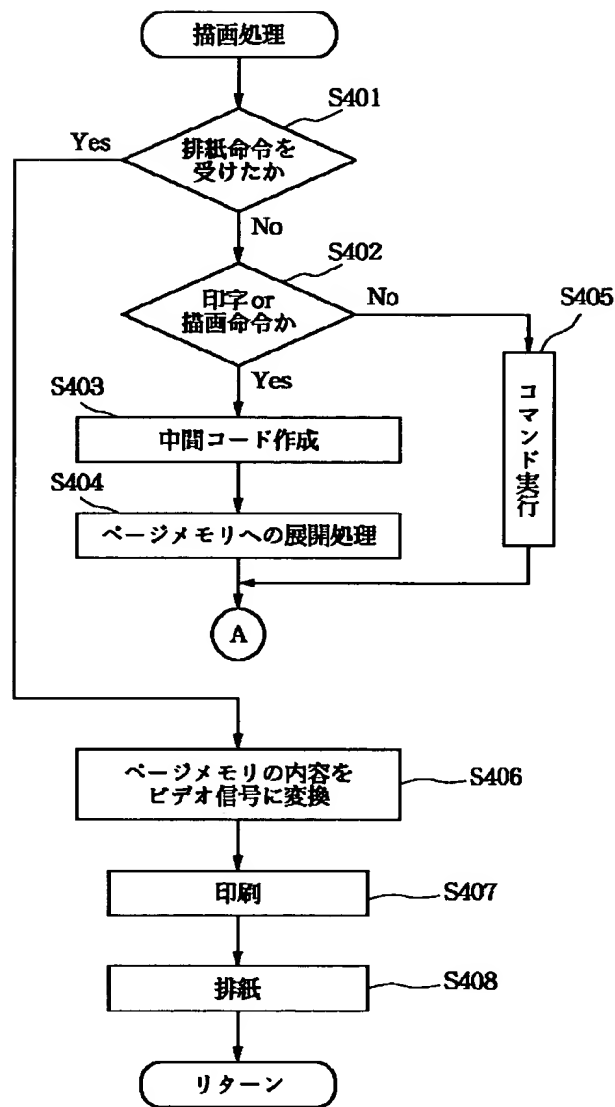 描画処理
S401
Yes
排紙命令を
受けたか
No
S402
印字or
描画命令か
No
S405
Yes
S403
中間コード作成
コマンド実行
S404
ページメモリへの展開処理
A
ページメモリの内容を
ビデオ信号に変換
S406
印刷
S407
排紙
S408
リターン